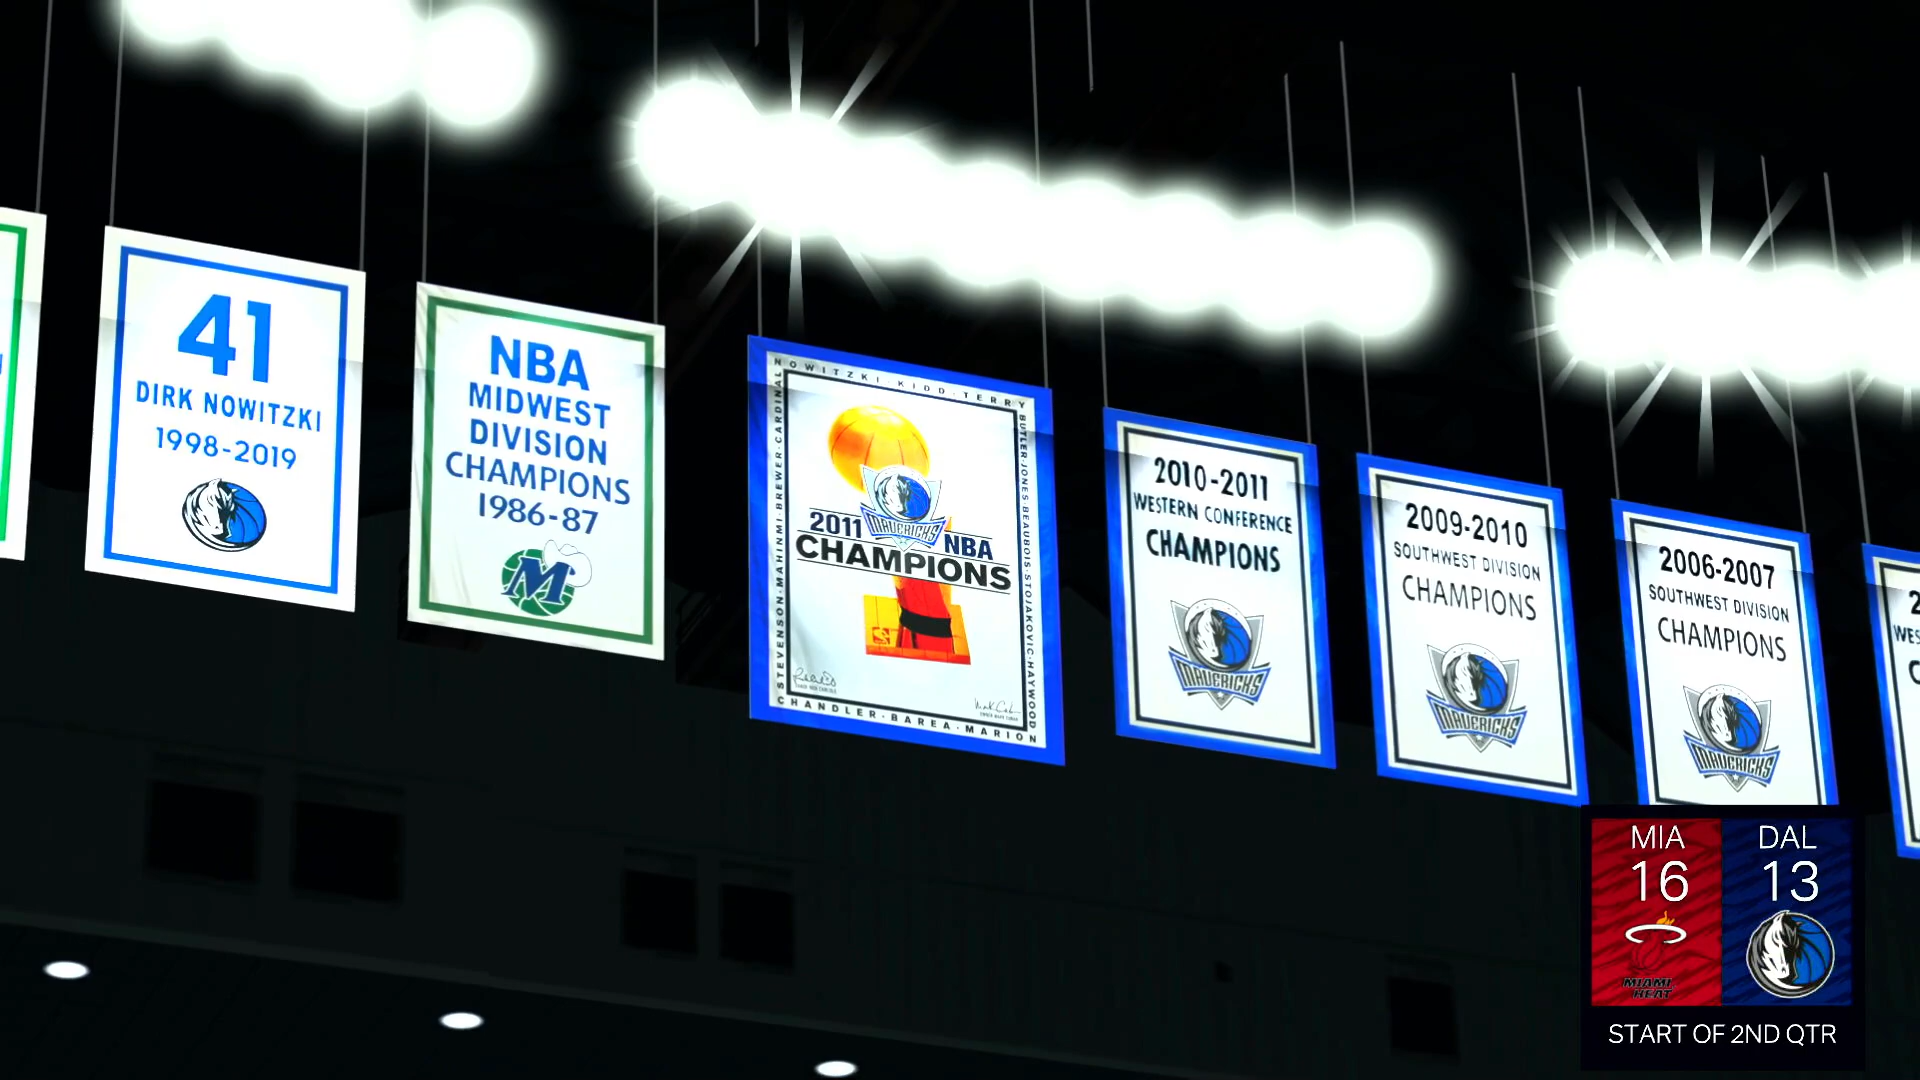 41
DIRK NOWITZKI
1998-2019
NBA
MIDWEST
DIVISION
CHAMPIONS
1986-87
M
NOWITZKI · KIDD · TERRY
BUTLER·JONES·BEAUBOIS·STOJAKOVIC·HAYWOOD
STEVENSON·MAHINMI·BREWER·CARDINAL
CHANDLER · BAREA · MARION
MAVERICKS
2011 NBA
CHAMPIONS
2010-2011
WESTERN CONFERENCE
CHAMPIONS
MAVERICKS
2009-2010
SOUTHWEST DIVISION
CHAMPIONS
MAVERICKS
2006-2007
SOUTHWEST DIVISION
CHAMPIONS
MAVERICKS
MIA DAL
16 13
MIAMI
HEAT
START OF 2ND QTR